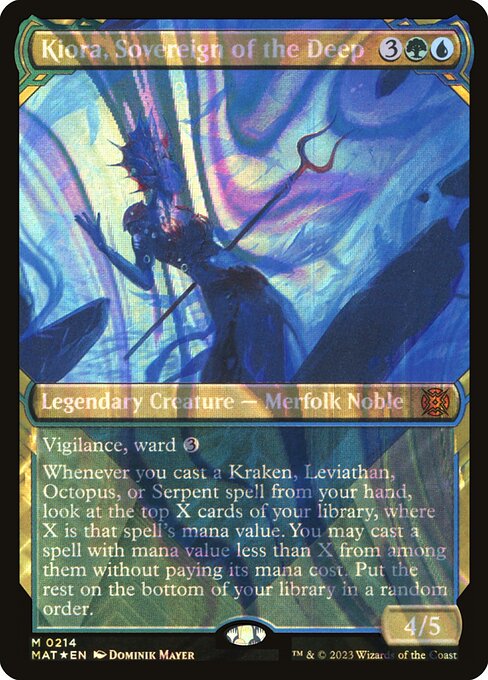 Kiora, Sovereign of the Deep 3
Legendary Creature — Merfolk Noble
Vigilance, ward 3
Whenever you cast a Kraken, Leviathan,
Octopus, or Serpent spell from your hand,
look at the top X cards of your library, where
X is that spell's mana value. You may cast a
spell with mana value less than X from among
them without paying its mana cost. Put the
rest on the bottom of your library in a random
order.
4/5
M 0214
MAT★EN Dominik Mayer
™ & © 2023 Wizards of the Coast